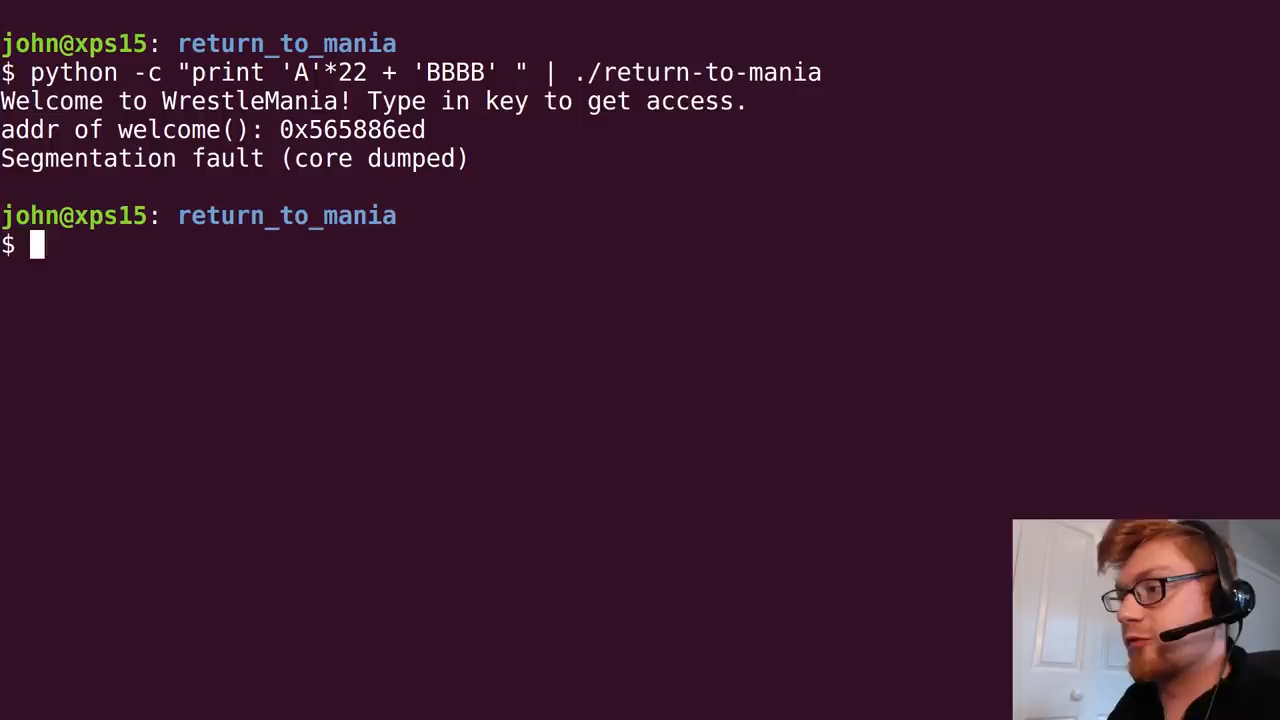 john@xps15: return_to_mania
$ python -c "print 'A'*22 + 'BBBB' " | ./return-to-mania
Welcome to WrestleMania! Type in key to get access.
addr of welcome(): 0x565886ed
Segmentation fault (core dumped)
john@xps15: return_to_mania
$